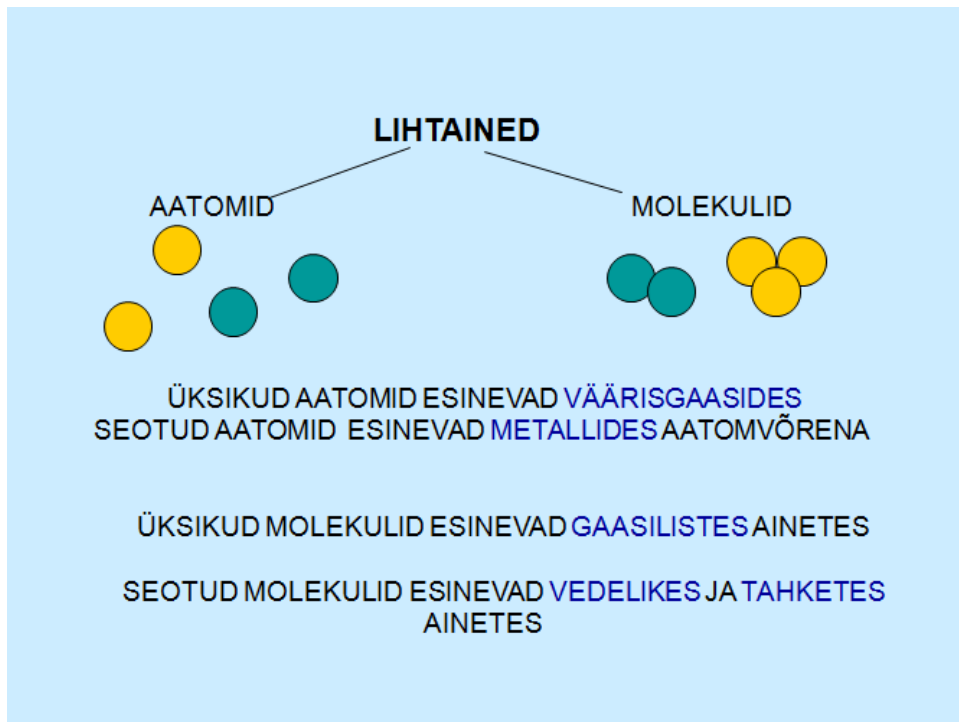 LIHTAINED
AATOMID
MOLEKULID
ÜKSIKUD AATOMID ESINEVAD VÄÄRISGAASIDES
SEOTUD AATOMID ESINEVAD METALLIDES AATOMVÕRENA
ÜKSIKUD MOLEKULID ESINEVAD GAASILISTES AINETES
SEOTUD MOLEKULID ESINEVAD VEDELIKES JA TAHKETES
AINETES